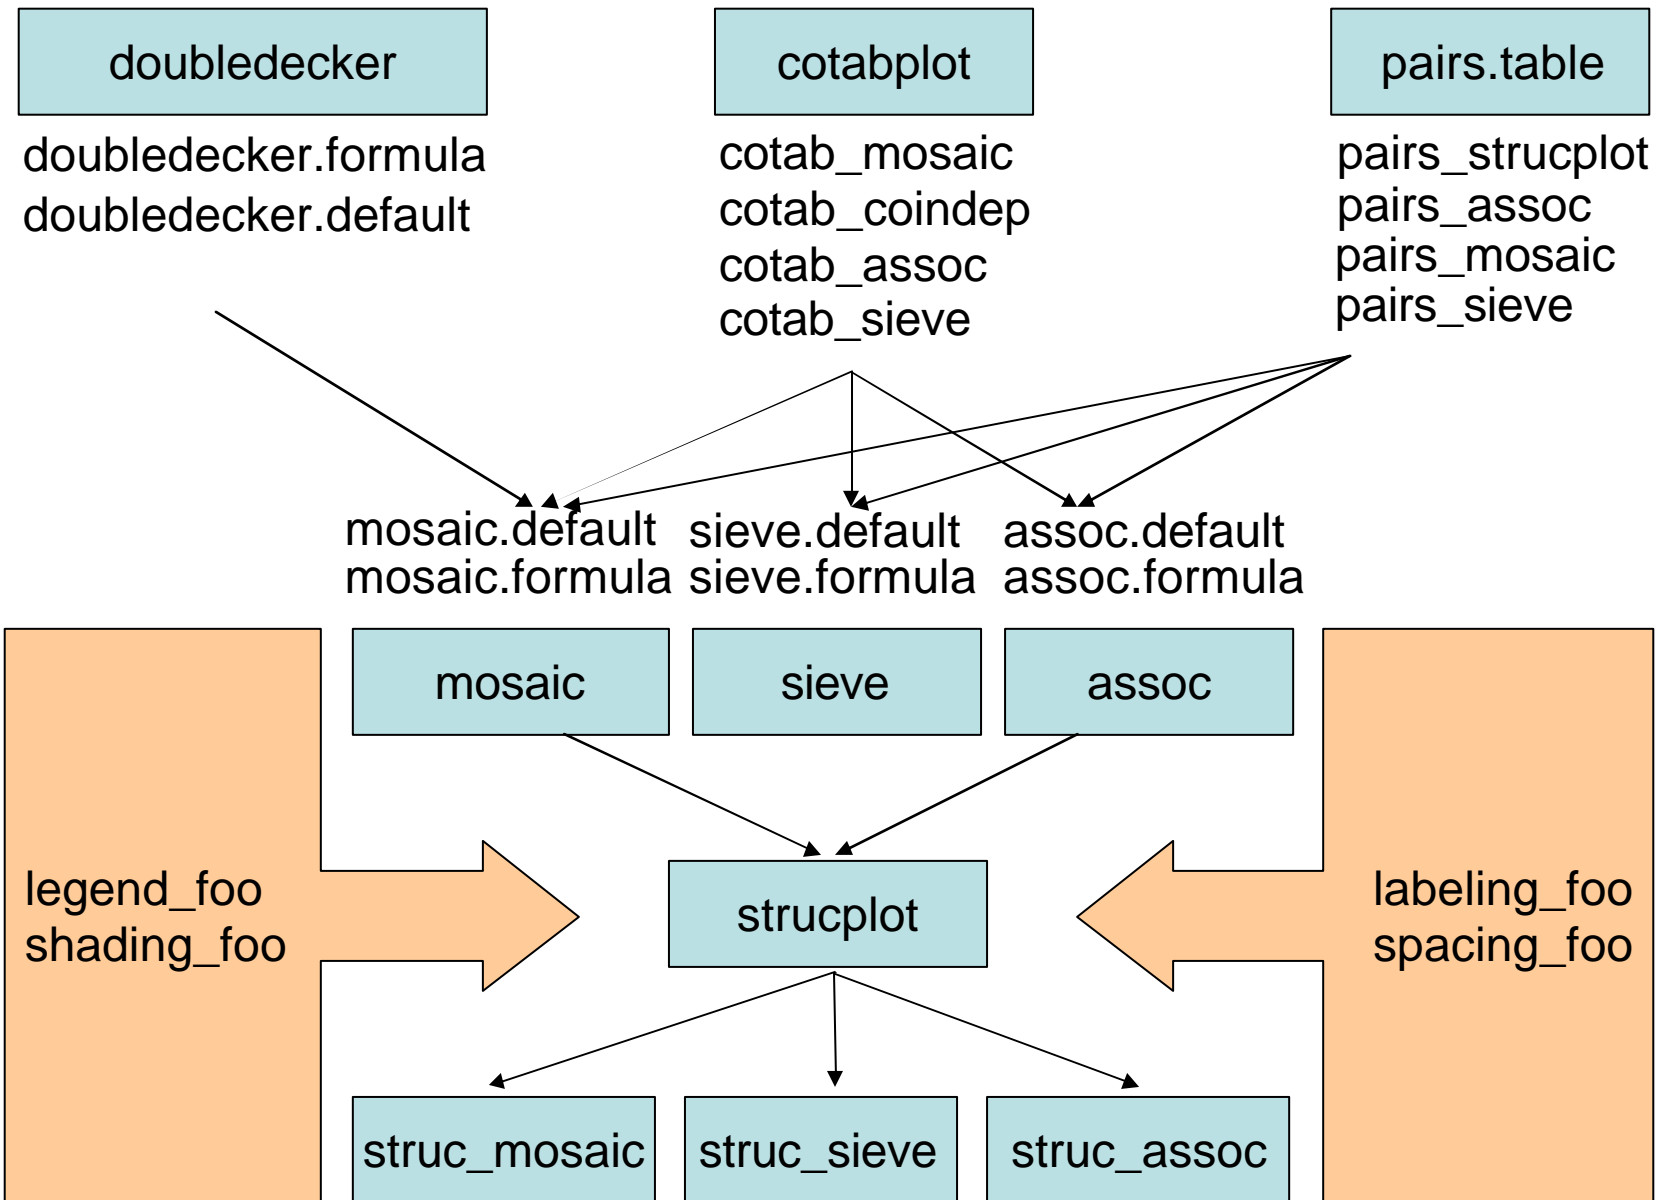 doubledecker
doubledecker.formula
doubledecker.default
cotabplot
cotab_mosaic
cotab_coindep
cotab_assoc
cotab_sieve
pairs.table
pairs_strucplot
pairs_assoc
pairs_mosaic
pairs_sieve
mosaic.default
mosaic.formula
sieve.default
sieve.formula
assoc.default
assoc.formula
mosaic
sieve
assoc
legend_foo
shading_foo
strucplot
labeling_foo
spacing_foo
struc_mosaic
struc_sieve
struc_assoc